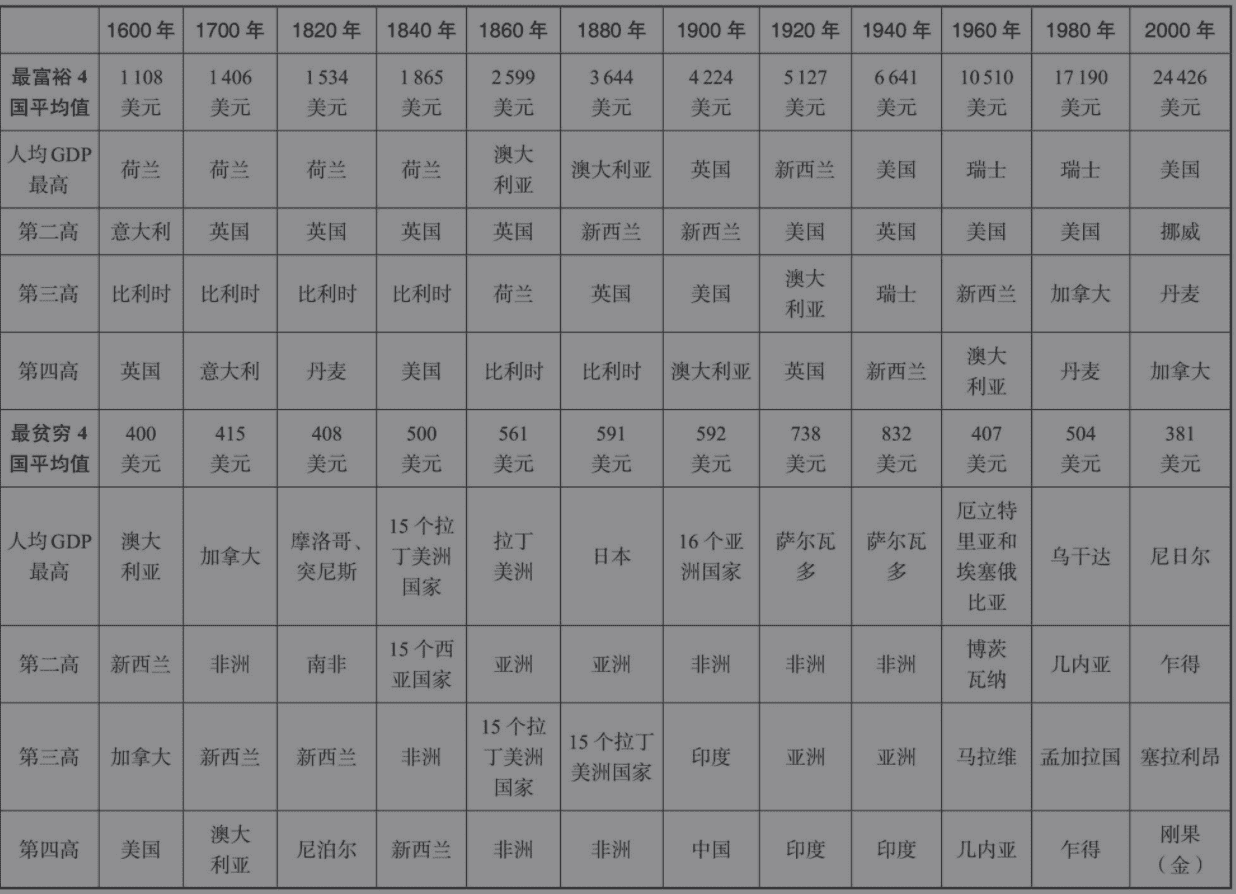 1600 年 1700 年 1820 年 1840 年 1860 年 1880 年 1900 年 1920 年 1940 年 1960 年 1980 年 2000 年
最富裕 4 国平均值 1 108 美元 1 406 美元 1 534 美元 1 865 美元 2 599 美元 3 644 美元 4 224 美元 5 127 美元 6 641 美元 10 510 美元 17 190 美元 24 426 美元
人均 GDP 最高 荷兰 荷兰 荷兰 荷兰 澳大利亚 澳大利亚 英国 新西兰 美国 瑞士 瑞士 美国
第二高 意大利 英国 英国 英国 英国 新西兰 新西兰 美国 英国 美国 美国 挪威
第三高 比利时 比利时 比利时 比利时 荷兰 英国 美国 澳大利亚 瑞士 新西兰 加拿大 丹麦
第四高 英国 意大利 丹麦 美国 比利时 比利时 澳大利亚 英国 新西兰 澳大利亚 丹麦 加拿大
最贫穷 4 国平均值 400 美元 415 美元 408 美元 500 美元 561 美元 591 美元 592 美元 738 美元 832 美元 407 美元 504 美元 381 美元
人均 GDP 最高 澳大利亚 加拿大 摩洛哥、突尼斯 15 个拉丁美洲国家 拉丁美洲 日本 16 个亚洲国家 萨尔瓦多 萨尔瓦多 厄立特里亚和埃塞俄比亚 乌干达 尼日尔
第二高 新西兰 非洲 南非 15 个西亚国家 亚洲 亚洲 非洲 非洲 非洲 博茨瓦纳 几内亚 乍得
第三高 加拿大 新西兰 新西兰 非洲 15 个拉丁美洲国家 15 个拉丁美洲国家 印度 亚洲 亚洲 马拉维 孟加拉国 塞拉利昂
第四高 美国 澳大利亚 尼泊尔 新西兰 非洲 非洲 中国 印度 印度 几内亚 乍得 刚果（金）